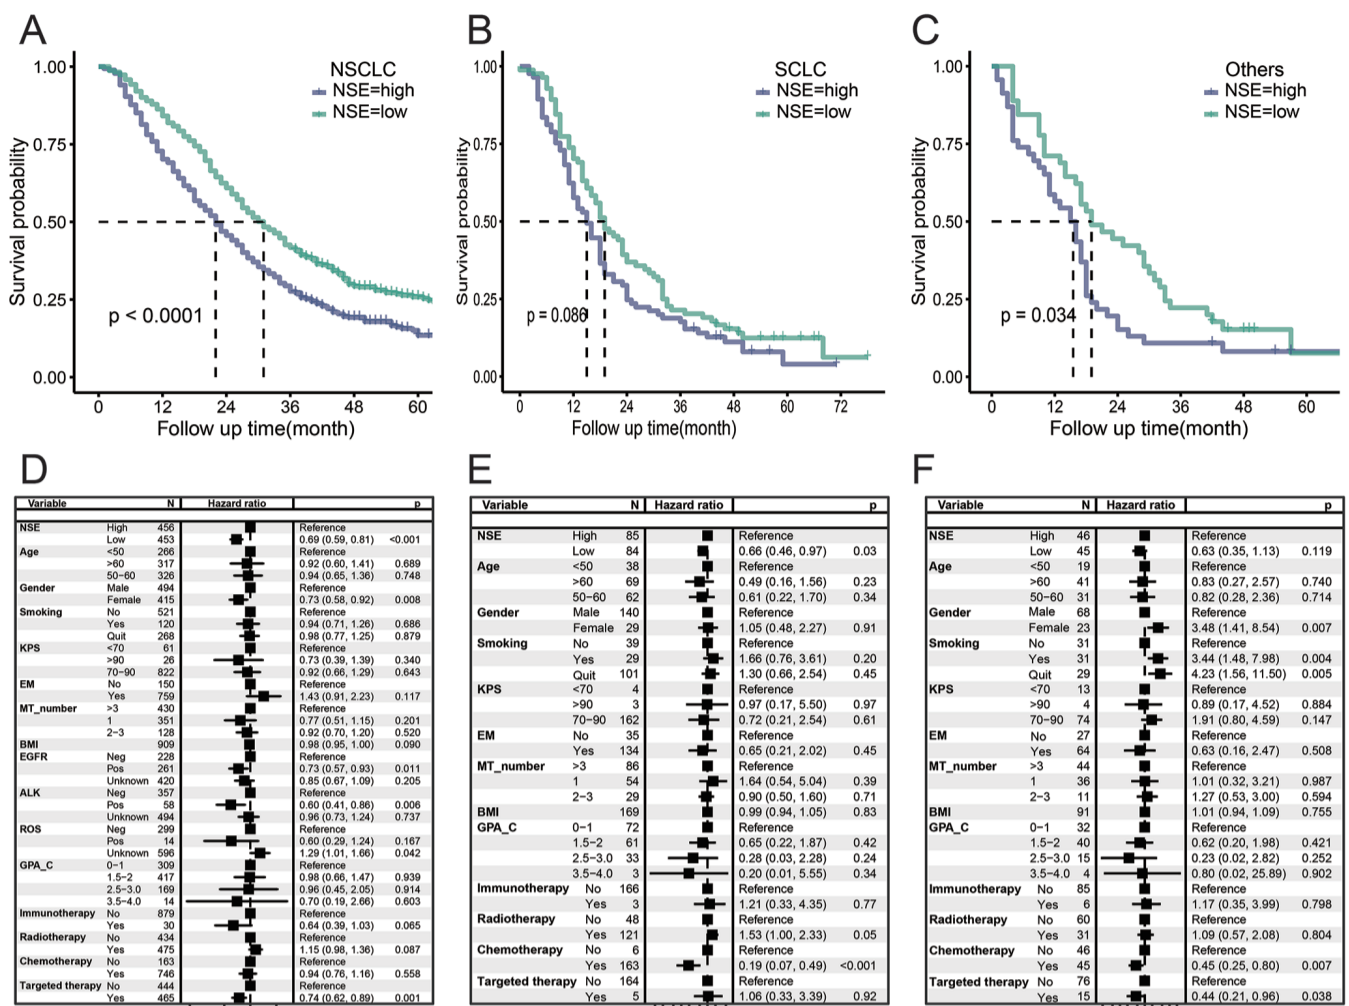 A
NSCLC
NSE=high
NSE=low
1.00
0.75
0.50
0.25
0.00
Survival probability
p < 0.0001
0 12 24 36 48 60
Follow up time(month)
B
SCLC
NSE=high
NSE=low
1.00
0.75
0.50
0.25
0.00
Survival probability
p = 0.086
0 12 24 36 48 60 72
Follow up time(month)
C
Others
NSE=high
NSE=low
1.00
0.75
0.50
0.25
0.00
Survival probability
p = 0.034
0 12 24 36 48 60
Follow up time(month)
D
Variable N Hazard ratio p
NSE High 456 Reference
Low 453 0.69 (0.59, 0.81) <0.001
Age <50 266 Reference
>60 317 0.92 (0.60, 1.41) 0.689
50-60 326 0.94 (0.65, 1.36) 0.748
Gender Male 494 Reference
Female 415 0.73 (0.58, 0.92) 0.008
Smoking No 521 Reference
Yes 120 0.94 (0.71, 1.26) 0.686
Quit 268 0.98 (0.77, 1.25) 0.879
KPS <70 61 Reference
>90 26 0.73 (0.39, 1.39) 0.340
70-90 822 0.92 (0.66, 1.29) 0.643
EM No 150 Reference
Yes 759 1.43 (0.91, 2.23) 0.117
MT_number >3 430 Reference
1 351 0.77 (0.51, 1.15) 0.201
2-3 128 0.92 (0.70, 1.20) 0.520
BMI 909 0.98 (0.95, 1.00) 0.090
EGFR Neg 228 Reference
Pos 261 0.73 (0.57, 0.93) 0.011
Unknown 420 0.85 (0.67, 1.09) 0.205
ALK Neg 357 Reference
Pos 58 0.60 (0.41, 0.86) 0.006
Unknown 494 0.96 (0.73, 1.24) 0.737
ROS Neg 299 Reference
Pos 14 0.60 (0.29, 1.24) 0.167
Unknown 596 1.29 (1.01, 1.66) 0.042
GPA_C 0-1 309 Reference
1.5-2 417 0.98 (0.66, 1.47) 0.939
2.5-3.0 169 0.96 (0.45, 2.05) 0.914
3.5-4.0 14 0.70 (0.19, 2.66) 0.603
Immunotherapy No 879 Reference
Yes 30 0.64 (0.39, 1.03) 0.065
Radiotherapy No 434 Reference
Yes 475 1.15 (0.98, 1.36) 0.087
Chemotherapy No 163 Reference
Yes 746 0.94 (0.76, 1.16) 0.558
Targeted therapy No 444 Reference
Yes 465 0.74 (0.62, 0.89) 0.001
E
Variable N Hazard ratio p
NSE High 85 Reference
Low 84 0.66 (0.46, 0.97) 0.03
Age <50 38 Reference
>60 69 0.49 (0.16, 1.56) 0.23
50-60 62 0.61 (0.22, 1.70) 0.34
Gender Male 140 Reference
Female 29 1.05 (0.48, 2.27) 0.91
Smoking No 39 Reference
Yes 29 1.66 (0.76, 3.61) 0.20
Quit 101 1.30 (0.66, 2.54) 0.45
KPS <70 4 Reference
>90 3 0.97 (0.17, 5.50) 0.97
70-90 162 0.72 (0.21, 2.54) 0.61
EM No 35 Reference
Yes 134 0.65 (0.21, 2.02) 0.45
MT_number >3 86 Reference
1 54 1.64 (0.54, 5.04) 0.39
2-3 29 0.90 (0.50, 1.60) 0.71
BMI 169 0.99 (0.94, 1.05) 0.83
GPA_C 0-1 72 Reference
1.5-2 61 0.65 (0.22, 1.87) 0.42
2.5-3.0 33 0.28 (0.03, 2.28) 0.24
3.5-4.0 3 0.20 (0.01, 5.55) 0.34
Immunotherapy No 166 Reference
Yes 3 1.21 (0.33, 4.35) 0.77
Radiotherapy No 48 Reference
Yes 121 1.53 (1.00, 2.33) 0.05
Chemotherapy No 6 Reference
Yes 163 0.19 (0.07, 0.49) <0.001
Targeted therapy No 164 Reference
Yes 5 1.06 (0.33, 3.39) 0.92
F
Variable N Hazard ratio p
NSE High 46 Reference
Low 45 0.63 (0.35, 1.13) 0.119
Age <50 19 Reference
>60 41 0.83 (0.27, 2.57) 0.740
50-60 31 0.82 (0.28, 2.36) 0.714
Gender Male 68 Reference
Female 23 3.48 (1.41, 8.54) 0.007
Smoking No 31 Reference
Yes 31 3.44 (1.48, 7.98) 0.004
Quit 29 4.23 (1.56, 11.50) 0.005
KPS <70 13 Reference
>90 4 0.89 (0.17, 4.52) 0.884
70-90 74 1.91 (0.80, 4.59) 0.147
EM No 27 Reference
Yes 64 0.63 (0.16, 2.47) 0.508
MT_number >3 44 Reference
1 36 1.01 (0.32, 3.21) 0.987
2-3 11 1.27 (0.53, 3.00) 0.594
BMI 91 1.01 (0.94, 1.09) 0.755
GPA_C 0-1 32 Reference
1.5-2 40 0.62 (0.20, 1.98) 0.421
2.5-3.0 15 0.23 (0.02, 2.82) 0.252
3.5-4.0 4 0.80 (0.02, 25.89) 0.902
Immunotherapy No 85 Reference
Yes 6 1.17 (0.35, 3.99) 0.798
Radiotherapy No 60 Reference
Yes 31 1.09 (0.57, 2.08) 0.804
Chemotherapy No 46 Reference
Yes 45 0.45 (0.25, 0.80) 0.007
Targeted therapy No 76 Reference
Yes 15 0.44 (0.21, 0.96) 0.038